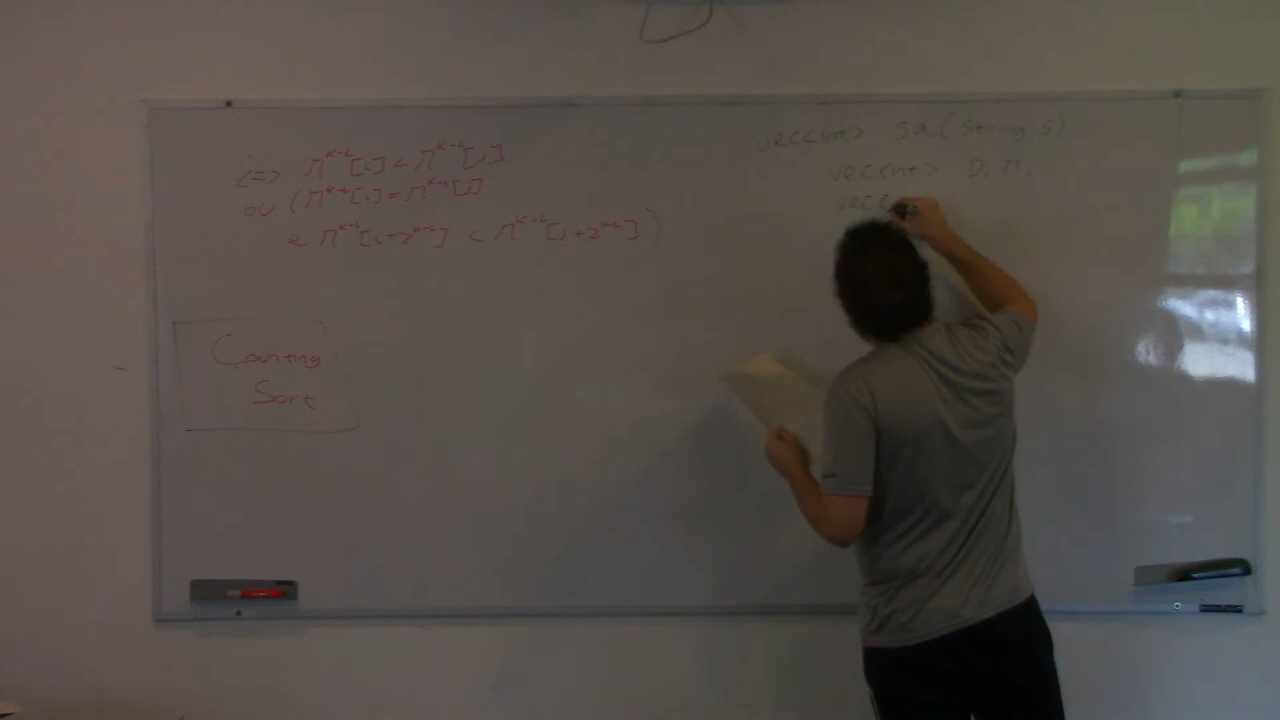 <=> Π^{k-1}[i] < Π^{k-1}[j]
ou (Π^{k-1}[i] = Π^{k-1}[j]
e Π^{k-1}[i+2^{k-1}] < Π^{k-1}[j+2^{k-1}])
Counting
Sort
vec<int> sa(string s)
vec<int> P,
vec<